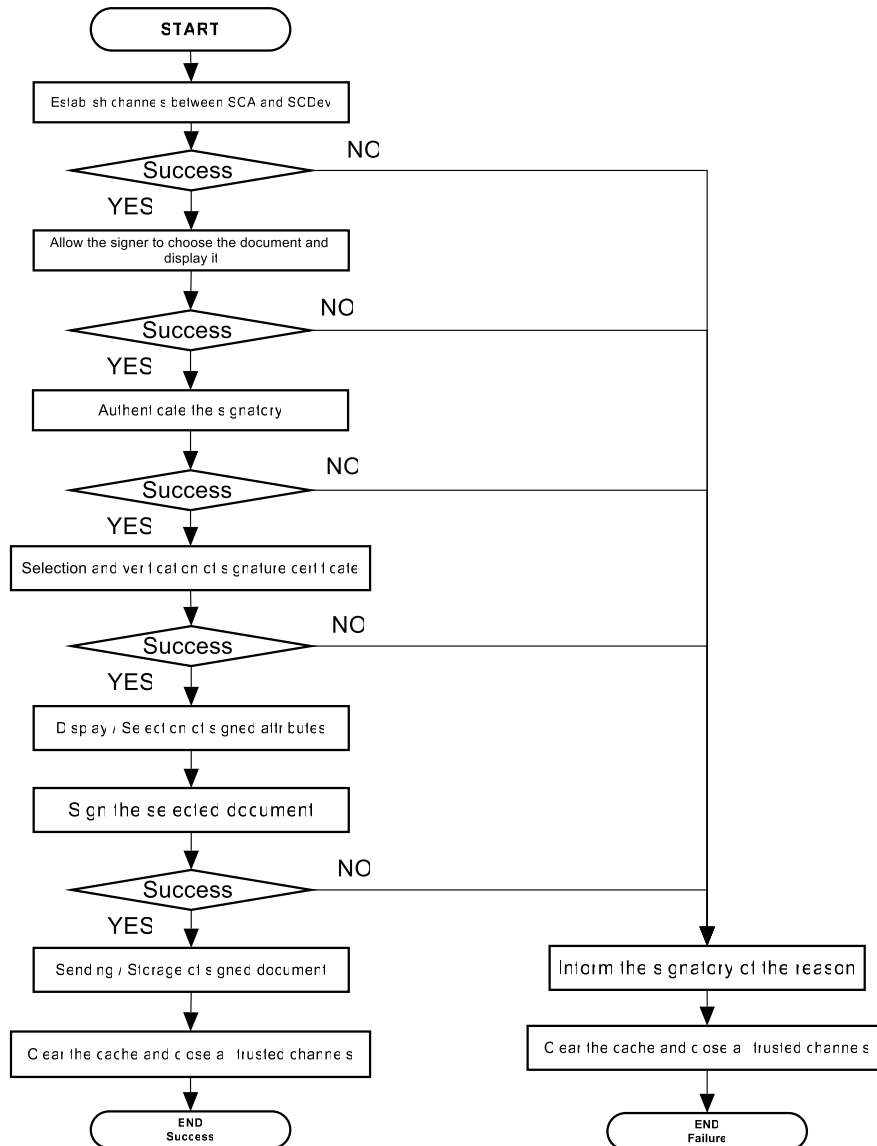 START
Establish channels between SCA and SCDev
Success
NO
YES
Allow the signer to choose the document and
display it
Success
NO
YES
Authenticate the signatory
Success
NO
YES
Selection and verification of signature certificate
Success
NO
YES
Display / Selection of signed attributes
Sign the selected document
Success
NO
YES
Sending / Storage of signed document
Inform the signatory of the reason
Clear the cache and close all trusted channels
Clear the cache and close all trusted channels
END
Success
END
Failure